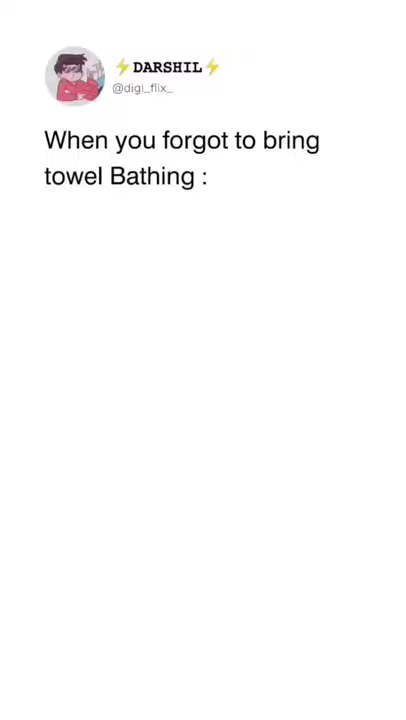 ⚡DARSHIL⚡
@digi_flix_
When you forgot to bring
towel Bathing :